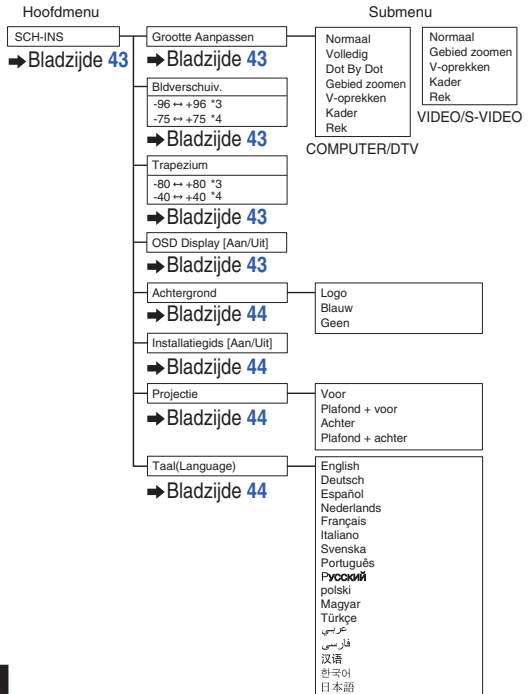 Hoofdmenu
Submenu
SCH-INS
➡Bladzijde 43
Grootte Aanpassen
➡Bladzijde 43
Normaal
Volledig
Dot By Dot
Gebied zoomen
V-oprekken
Kader
Rek
COMPUTER/DTV
Normaal
Gebied zoomen
V-oprekken
Kader
Rek
VIDEO/S-VIDEO
Bldverschuiv.
-96 ↔ +96 *3
-75 ↔ +75 *4
➡Bladzijde 43
Trapezium
-80 ↔ +80 *3
-40 ↔ +40 *4
➡Bladzijde 43
OSD Display [Aan/Uit]
➡Bladzijde 43
Achtergrond
➡Bladzijde 44
Logo
Blauw
Geen
Installatiegids [Aan/Uit]
➡Bladzijde 44
Projectie
➡Bladzijde 44
Voor
Plafond + voor
Achter
Plafond + achter
Taal(Language)
➡Bladzijde 44
English
Deutsch
Español
Nederlands
Français
Italiano
Svenska
Português
Русский
polski
Magyar
Türkçe
عربي
فارسی
汉语
한국어
日本語